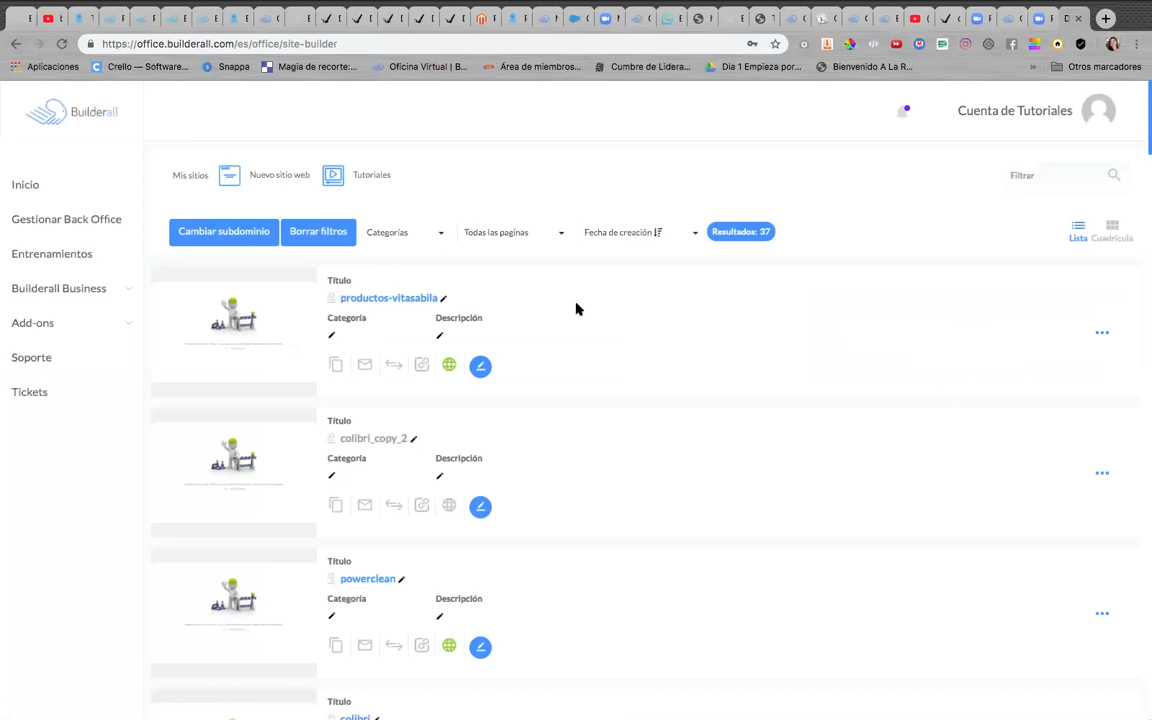 https://office.builderall.com/es/office/site-builder
Aplicaciones
Crello — Software...
Snappa
Magia de recorte:...
Oficina Virtual | B...
Área de miembros...
Cumbre de Lidera...
Dia 1 Empieza por...
Bienvenido A La R...
»
Otros marcadores
Builderall
Cuenta de Tutoriales
Inicio
Gestionar Back Office
Entrenamientos
Builderall Business
Add-ons
Soporte
Tickets
Mis sitios
Nuevo sitio web
Tutoriales
Filtrar
Cambiar subdominio
Borrar filtros
Categorías
Todas las paginas
Fecha de creación
Resultados: 37
Lista
Cuadrícula
Título
productos-vitasabila
Categoría
Descripción
Título
colibri_copy_2
Categoría
Descripción
Título
powerclean
Categoría
Descripción
Título
colibri